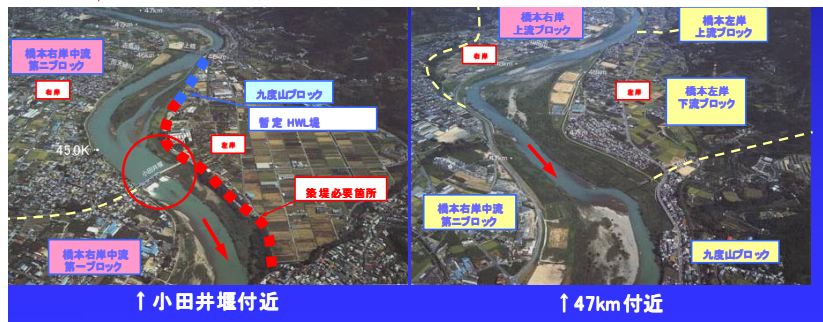 橋本右岸中流
第二ブロック
右岸
45.0K
小田井堰
九度山ブロック
暫定 HWL堤
左岸
築堤必要箇所
橋本右岸中流
第一ブロック
↑小田井堰付近
橋本右岸
上流ブロック
橋本左岸
上流ブロック
右岸
左岸
橋本左岸
下流ブロック
橋本右岸中流
第二ブロック
九度山ブロック
↑47km付近